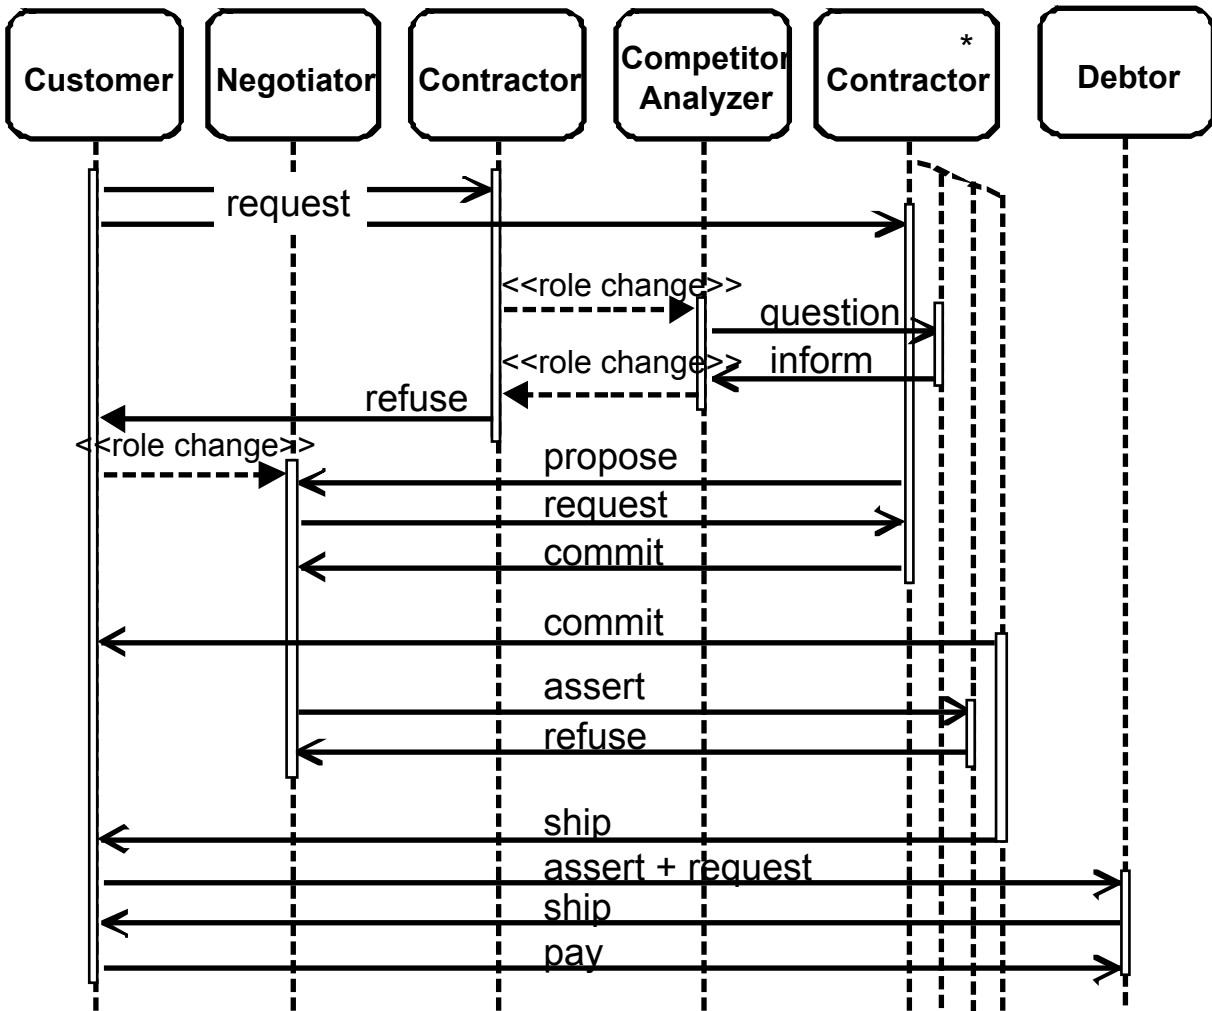 Customer
Negotiator
Contractor
Competitor
Analyzer
*
Contractor
Debtor
request
<<role change>>
question
<<role change>>
inform
refuse
<<role change>>
propose
request
commit
commit
assert
refuse
ship
assert + request
ship
pay